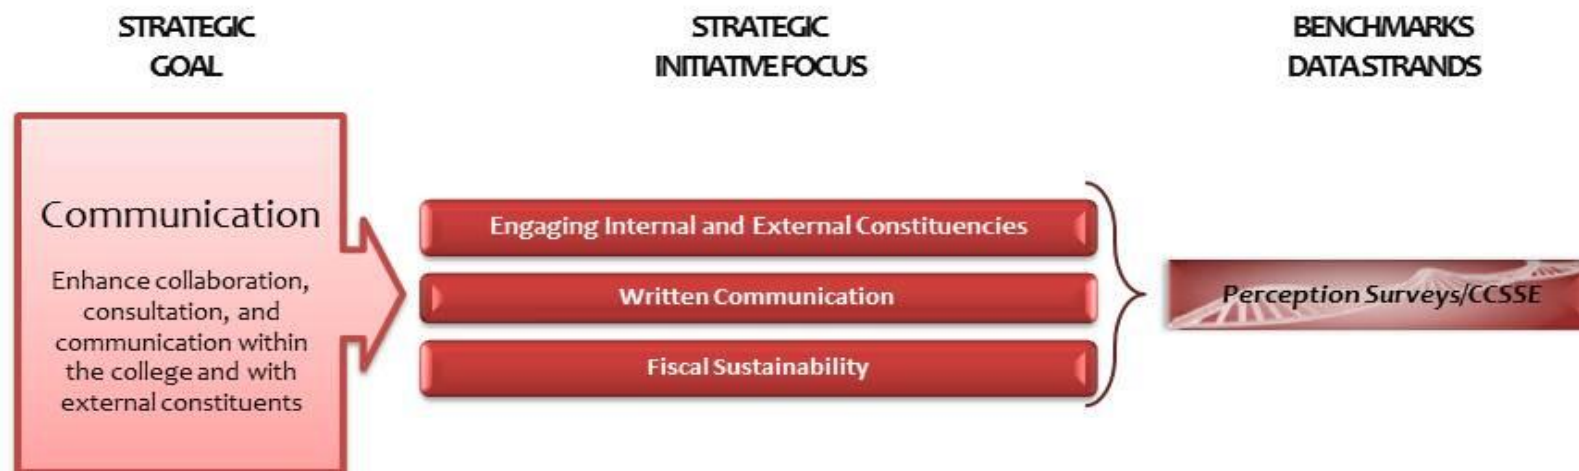 STRATEGIC
GOAL
STRATEGIC
INITIATIVE FOCUS
BENCHMARKS
DATA STRANDS
Communication
Enhance collaboration,
consultation, and
communication within
the college and with
external constituents
Engaging Internal and External Constituencies
Written Communication
Fiscal Sustainability
Perception Surveys/CCSSE